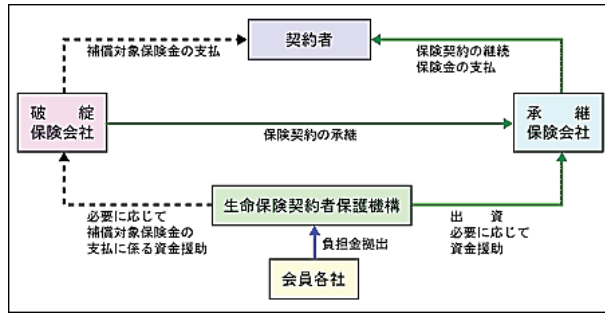 契約者
補償対象保険金の支払
保険契約の継続
保険金の支払
破　綻
保険会社
保険契約の承継
承　継
保険会社
生命保険契約者保護機構
必要に応じて
補償対象保険金の
支払に係る資金援助
出　資
必要に応じて
資金援助
負担金拠出
会員各社